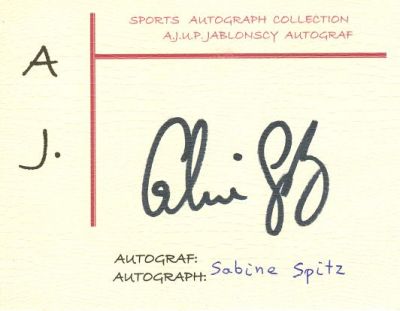 SPORTS AUTOGRAPH COLLECTION
A.J.U.P.JABLONSCY AUTOGRAF
A
J.
AUTOGRAF:
AUTOGRAPH: Sabine Spitz